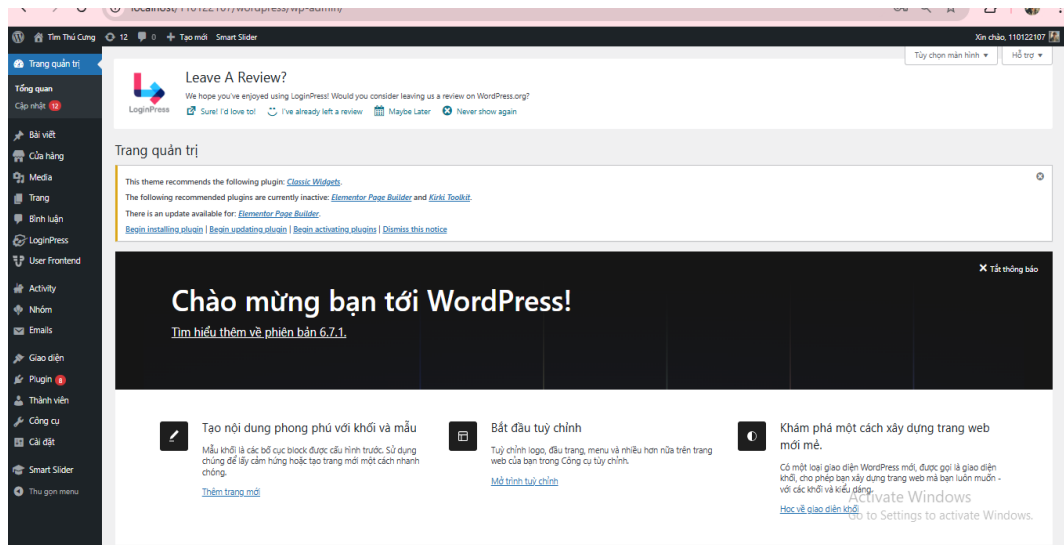 localhost/110122107/wordpress/wp-admin/
Tìm Thú Cưng 12 0 + Tạo mới Smart Slider Xin chào, 110122107
Trang quản trị
Tổng quan
Cập nhật 12
Bài viết
Cửa hàng
Media
Trang
Bình luận
LoginPress
User Frontend
Activity
Nhóm
Emails
Giao diện
Plugin 8
Thành viên
Công cụ
Cài đặt
Smart Slider
Thu gọn menu
Tùy chọn màn hình ▼ Hỗ trợ ▼
LoginPress
Leave A Review?
We hope you've enjoyed using LoginPress! Would you consider leaving us a review on WordPress.org?
Sure! I'd love to! I've already left a review Maybe Later Never show again
Trang quản trị
This theme recommends the following plugin: Classic Widgets.
The following recommended plugins are currently inactive: Elementor Page Builder and Kirki Toolkit.
There is an update available for: Elementor Page Builder.
Begin installing plugin | Begin updating plugin | Begin activating plugins | Dismiss this notice
Tắt thông báo
Chào mừng bạn tới WordPress!
Tìm hiểu thêm về phiên bản 6.7.1.
Tạo nội dung phong phú với khối và mẫu
Mẫu khối là các bố cục block được cấu hình trước. Sử dụng
chúng để lấy cảm hứng hoặc tạo trang mới một cách nhanh
chóng.
Thêm trang mới
Bắt đầu tuỳ chỉnh
Tuỳ chỉnh logo, đầu trang, menu và nhiều hơn nữa trên trang
web của bạn trong Công cụ tùy chỉnh.
Mở trình tuỳ chỉnh
Khám phá một cách xây dựng trang web
mới mẻ.
Có một loại giao diện WordPress mới, được gọi là giao diện
khối, cho phép bạn xây dựng trang web mà bạn luôn muốn -
với các khối và kiểu dáng.
Học về giao diện khối
Activate Windows
Go to Settings to activate Windows.